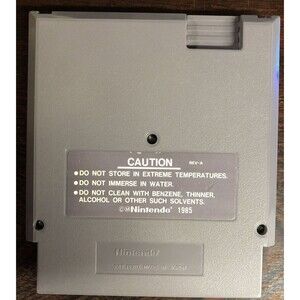 CAUTION REV-A
●DO NOT STORE IN EXTREME TEMPERATURES.
●DO NOT IMMERSE IN WATER.
●DO NOT CLEAN WITH BENZENE, THINNER,
ALCOHOL OR OTHER SUCH SOLVENTS.
©Nintendo® 1985
Nintendo